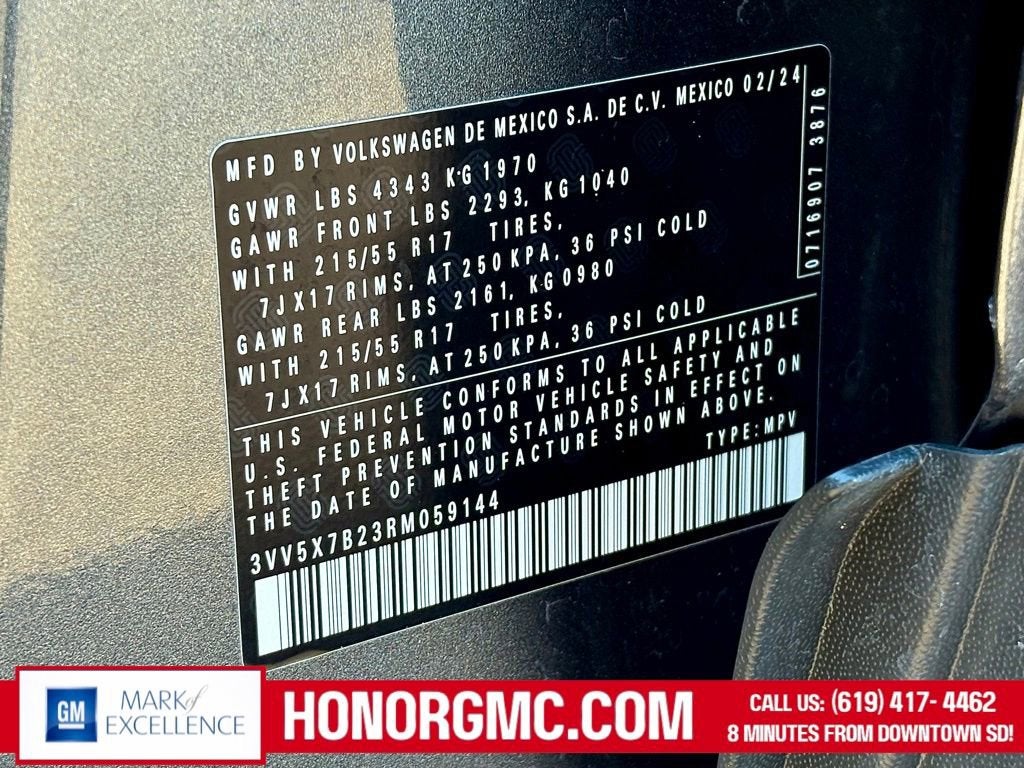 MFD BY VOLKSWAGEN DE MEXICO S.A. DE C.V. MEXICO 02/24
GVWR LBS 4343 KG 1970
GAWR FRONT LBS 2293, KG 1040
WITH 215/55 R17 TIRES,
7JX17 RIMS, AT 250 KPA, 36 PSI COLD
GAWR REAR LBS 2161, KG 0980
WITH 215/55 R17 TIRES,
7JX17 RIMS, AT 250 KPA, 36 PSI COLD
0716907 3876
THIS VEHICLE CONFORMS TO ALL APPLICABLE
U.S. FEDERAL MOTOR VEHICLE SAFETY AND
THEFT PREVENTION STANDARDS IN EFFECT ON
THE DATE OF MANUFACTURE SHOWN ABOVE.
3VV5X7B23RM059144 TYPE: MPV
GM
MARK of
EXCELLENCE
HONORGMC.COM
CALL US: (619) 417- 4462
8 MINUTES FROM DOWNTOWN SD!